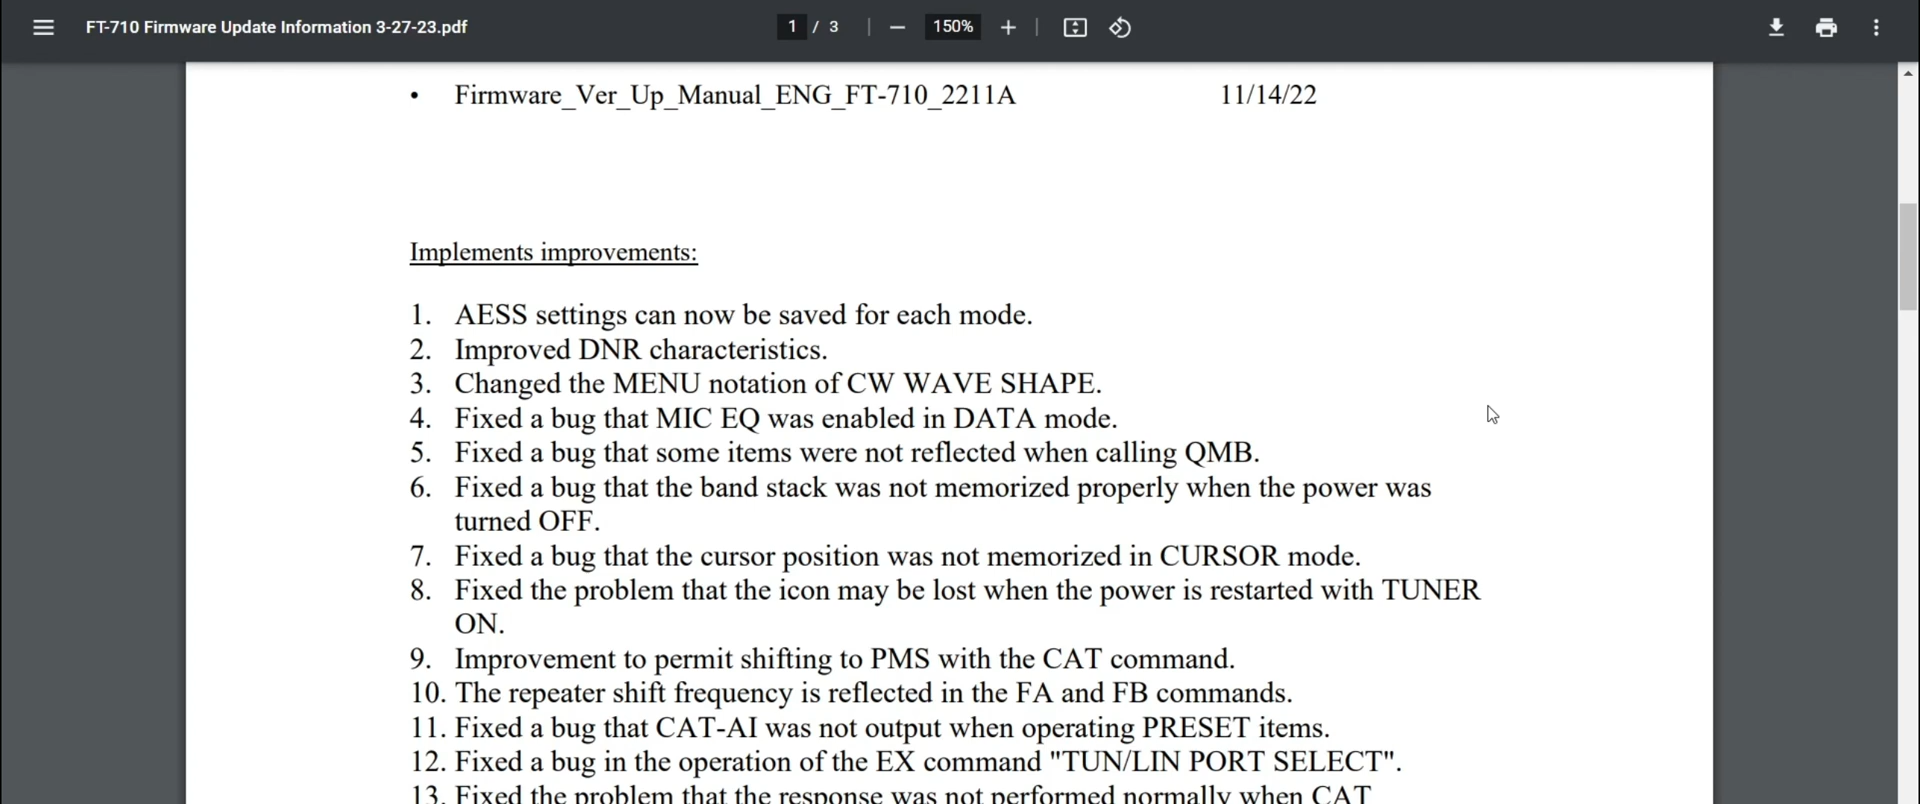 FT-710 Firmware Update Information 3-27-23.pdf
1 / 3
150%
• Firmware_Ver_Up_Manual_ENG_FT-710_2211A 11/14/22
Implements improvements:
1. AESS settings can now be saved for each mode.
2. Improved DNR characteristics.
3. Changed the MENU notation of CW WAVE SHAPE.
4. Fixed a bug that MIC EQ was enabled in DATA mode.
5. Fixed a bug that some items were not reflected when calling QMB.
6. Fixed a bug that the band stack was not memorized properly when the power was
turned OFF.
7. Fixed a bug that the cursor position was not memorized in CURSOR mode.
8. Fixed the problem that the icon may be lost when the power is restarted with TUNER
ON.
9. Improvement to permit shifting to PMS with the CAT command.
10. The repeater shift frequency is reflected in the FA and FB commands.
11. Fixed a bug that CAT-AI was not output when operating PRESET items.
12. Fixed a bug in the operation of the EX command "TUN/LIN PORT SELECT".
13. Fixed the problem that the response was not performed normally when CAT